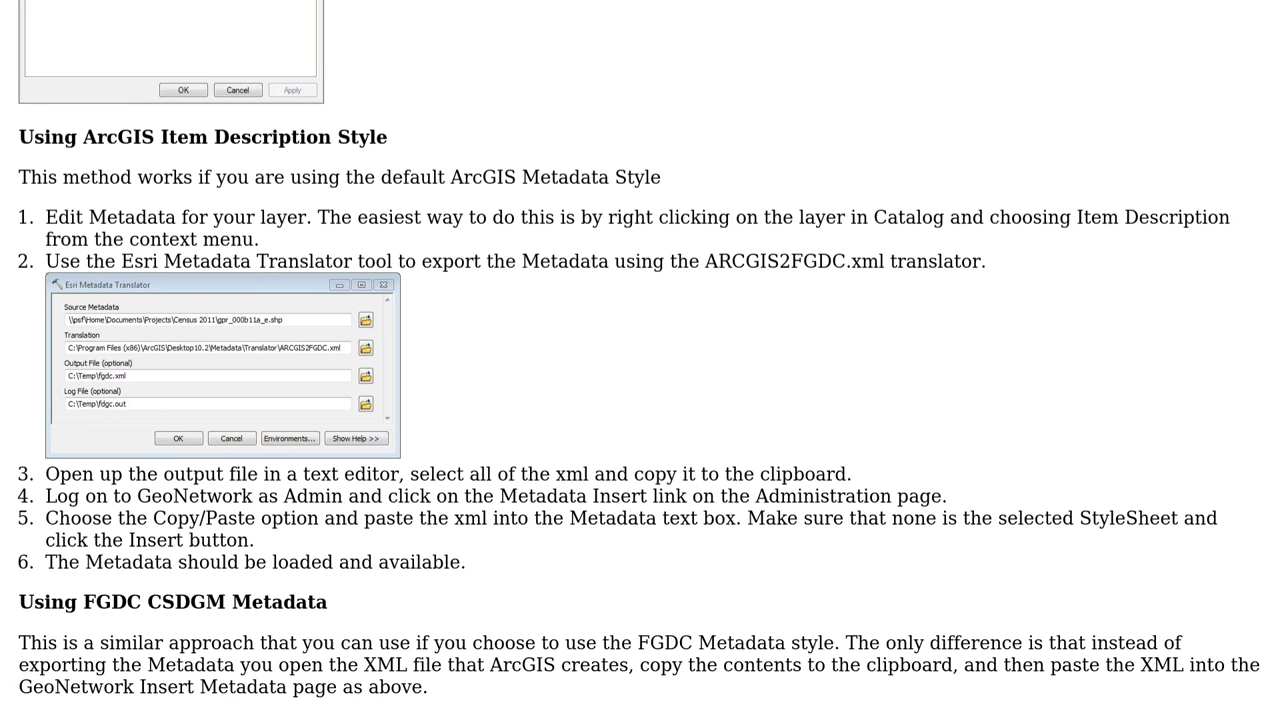 OK Cancel Apply
Using ArcGIS Item Description Style
This method works if you are using the default ArcGIS Metadata Style
1. Edit Metadata for your layer. The easiest way to do this is by right clicking on the layer in Catalog and choosing Item Description
from the context menu.
2. Use the Esri Metadata Translator tool to export the Metadata using the ARCGIS2FGDC.xml translator.
Esri Metadata Translator
Source Metadata
\\psf\Home\Documents\Projects\Census 2011\gpr_000b11a_e.shp
Translation
C:\Program Files (x86)\ArcGIS\Desktop10.2\Metadata\Translator\ARCGIS2FGDC.xml
Output File (optional)
C:\Temp\fgdc.xml
Log File (optional)
C:\Temp\fdgc.out
OK Cancel Environments... Show Help >>
3. Open up the output file in a text editor, select all of the xml and copy it to the clipboard.
4. Log on to GeoNetwork as Admin and click on the Metadata Insert link on the Administration page.
5. Choose the Copy/Paste option and paste the xml into the Metadata text box. Make sure that none is the selected StyleSheet and
click the Insert button.
6. The Metadata should be loaded and available.
Using FGDC CSDGM Metadata
This is a similar approach that you can use if you choose to use the FGDC Metadata style. The only difference is that instead of
exporting the Metadata you open the XML file that ArcGIS creates, copy the contents to the clipboard, and then paste the XML into the
GeoNetwork Insert Metadata page as above.